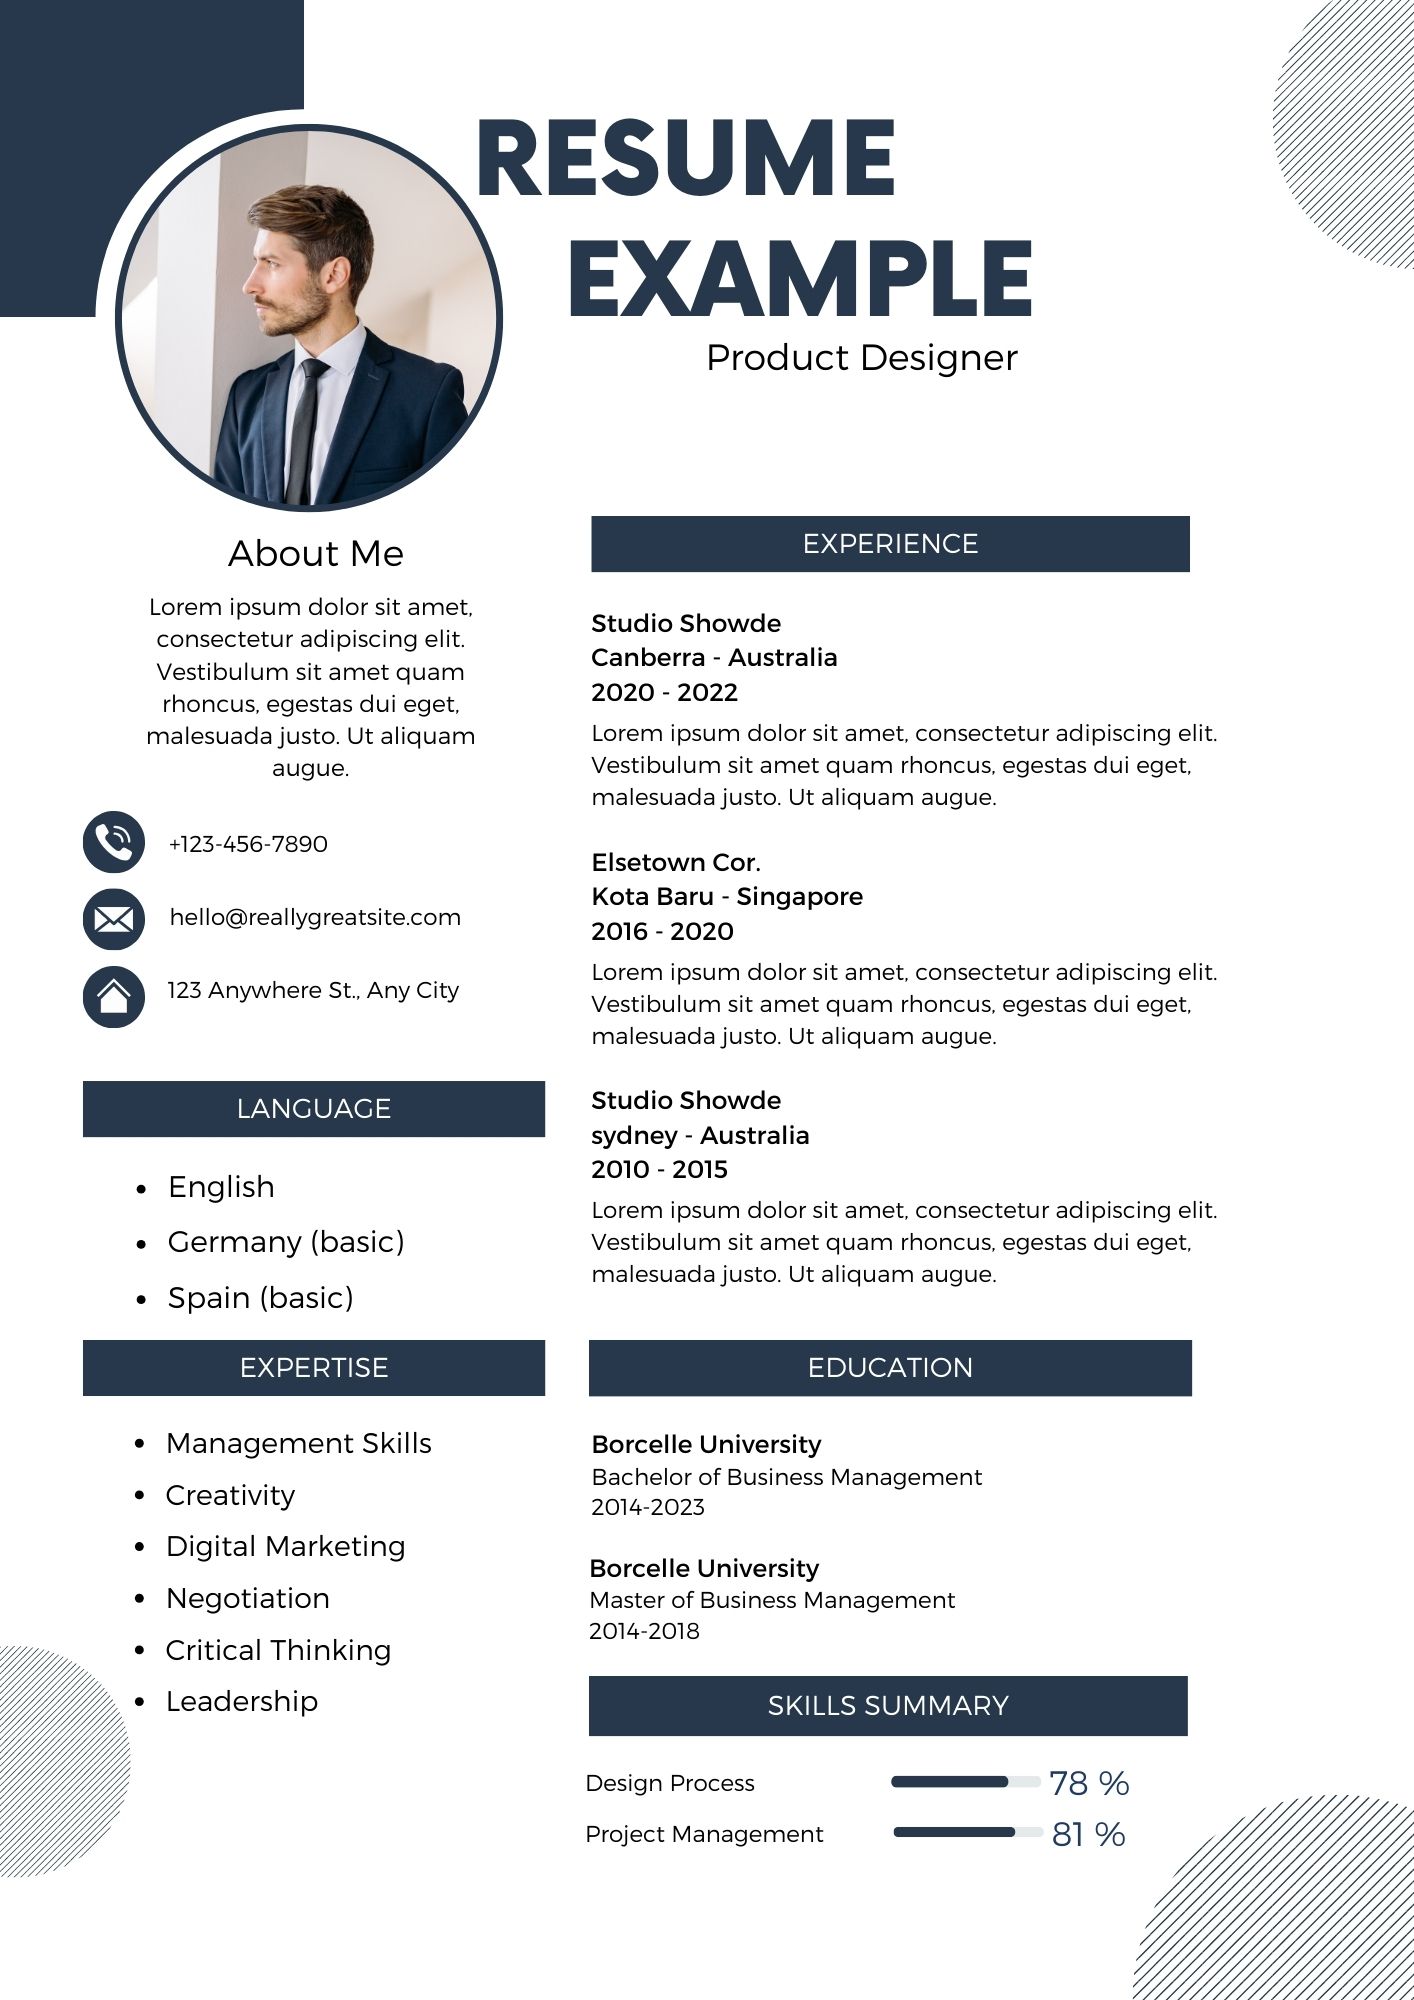 RESUME
EXAMPLE
Product Designer
About Me
Lorem ipsum dolor sit amet,
consectetur adipiscing elit.
Vestibulum sit amet quam
rhoncus, egestas dui eget,
malesuada justo. Ut aliquam
augue.
+123-456-7890
hello@reallygreatsite.com
123 Anywhere St., Any City
LANGUAGE
• English
• Germany (basic)
• Spain (basic)
EXPERTISE
• Management Skills
• Creativity
• Digital Marketing
• Negotiation
• Critical Thinking
• Leadership
EXPERIENCE
Studio Showde
Canberra - Australia
2020 - 2022
Lorem ipsum dolor sit amet, consectetur adipiscing elit.
Vestibulum sit amet quam rhoncus, egestas dui eget,
malesuada justo. Ut aliquam augue.
Elsetown Cor.
Kota Baru - Singapore
2016 - 2020
Lorem ipsum dolor sit amet, consectetur adipiscing elit.
Vestibulum sit amet quam rhoncus, egestas dui eget,
malesuada justo. Ut aliquam augue.
Studio Showde
sydney - Australia
2010 - 2015
Lorem ipsum dolor sit amet, consectetur adipiscing elit.
Vestibulum sit amet quam rhoncus, egestas dui eget,
malesuada justo. Ut aliquam augue.
EDUCATION
Borcelle University
Bachelor of Business Management
2014-2023
Borcelle University
Master of Business Management
2014-2018
SKILLS SUMMARY
Design Process 78 %
Project Management 81 %